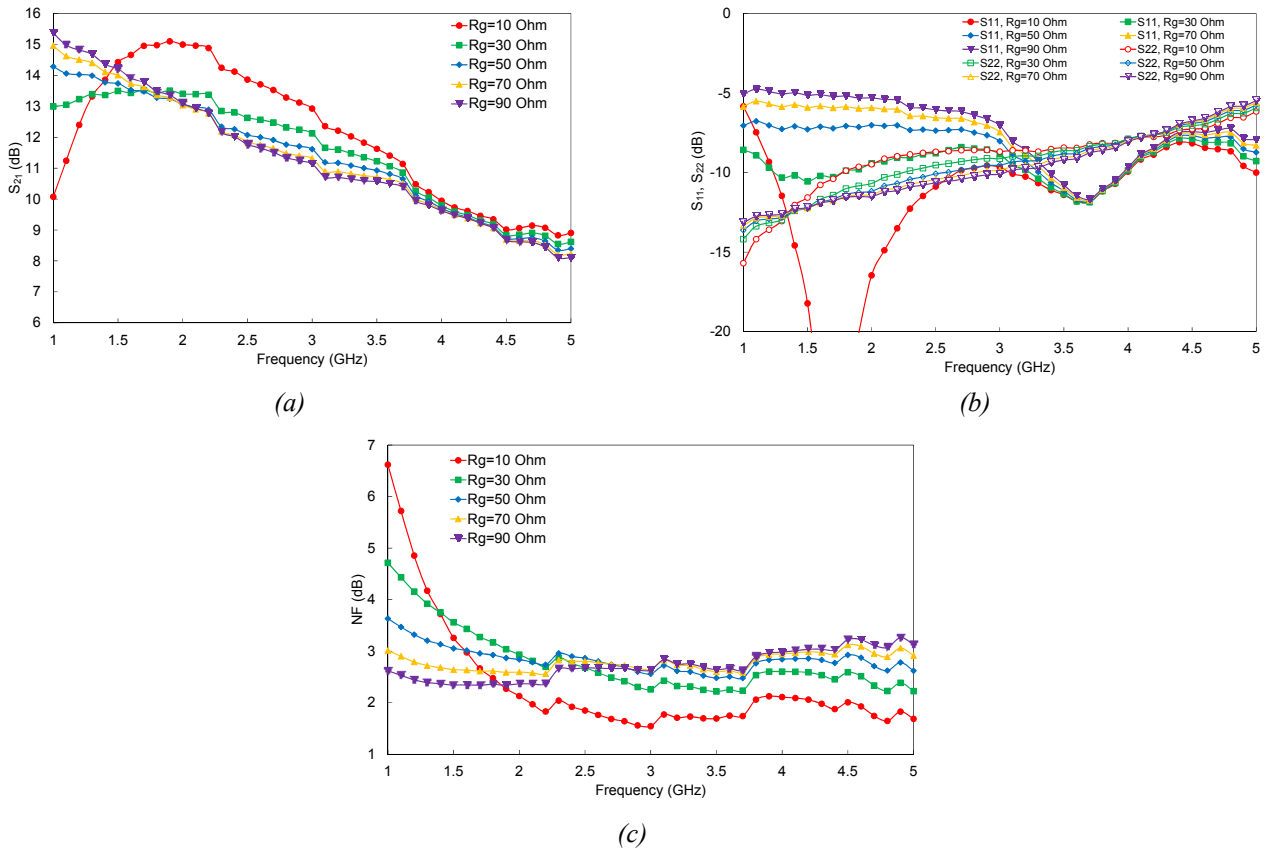 16
15
14
13
12
11
10
9
8
7
6
S21 (dB)
Rg=10 Ohm
Rg=30 Ohm
Rg=50 Ohm
Rg=70 Ohm
Rg=90 Ohm
1 1.5 2 2.5 3 3.5 4 4.5 5
Frequency (GHz)
(a)
0
-5
-10
-15
-20
S11, S22 (dB)
S11, Rg=10 Ohm S11, Rg=30 Ohm
S11, Rg=50 Ohm S11, Rg=70 Ohm
S11, Rg=90 Ohm S22, Rg=10 Ohm
S22, Rg=30 Ohm S22, Rg=50 Ohm
S22, Rg=70 Ohm S22, Rg=90 Ohm
1 1.5 2 2.5 3 3.5 4 4.5 5
Frequency (GHz)
(b)
7
6
5
4
3
2
1
NF (dB)
Rg=10 Ohm
Rg=30 Ohm
Rg=50 Ohm
Rg=70 Ohm
Rg=90 Ohm
1 1.5 2 2.5 3 3.5 4 4.5 5
Frequency (GHz)
(c)